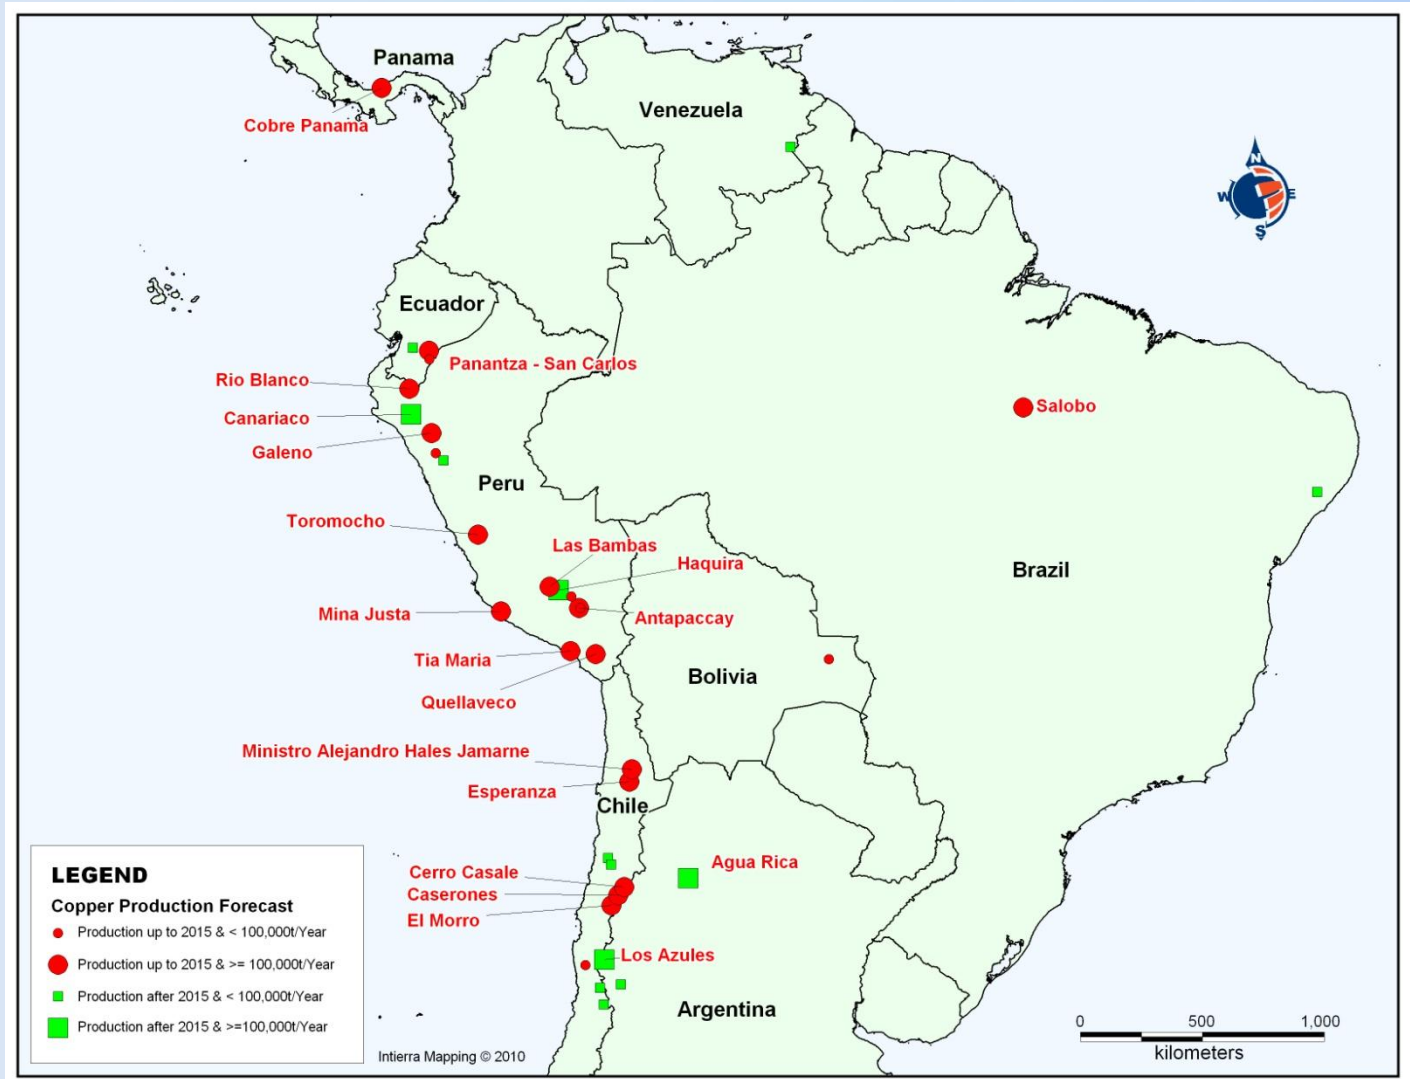 Panama
Cobre Panama
Venezuela
N
W
E
S
Ecuador
Panantza - San Carlos
Rio Blanco
Canariaco
Galeno
Salobo
Peru
Toromocho
Las Bambas
Haquira
Brazil
Mina Justa
Antapaccay
Tia Maria
Bolivia
Quellaveco
Ministro Alejandro Hales Jamarne
Esperanza
Chile
Agua Rica
Cerro Casale
Caserones
El Morro
Los Azules
Argentina
LEGEND
Copper Production Forecast
Production up to 2015 & < 100,000t/Year
Production up to 2015 & >= 100,000t/Year
Production after 2015 & < 100,000t/Year
Production after 2015 & >=100,000t/Year
Intierra Mapping © 2010
0 500 1,000
kilometers